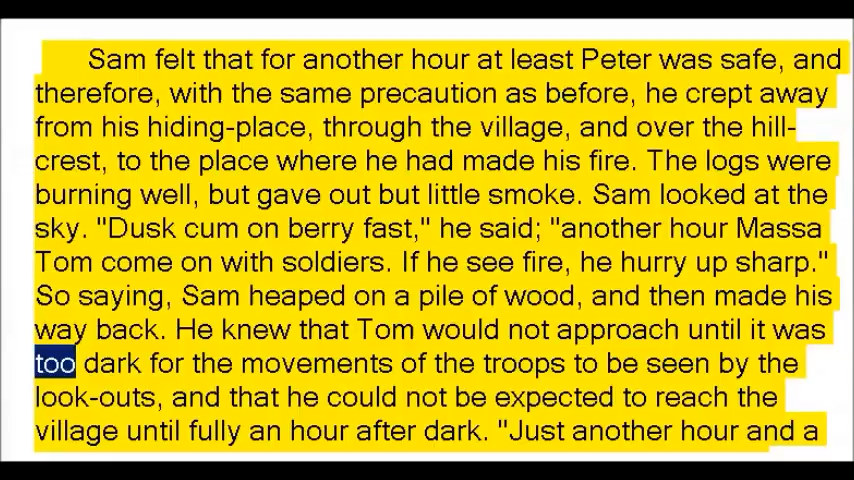 Sam felt that for another hour at least Peter was safe, and
therefore, with the same precaution as before, he crept away
from his hiding-place, through the village, and over the hill-
crest, to the place where he had made his fire. The logs were
burning well, but gave out but little smoke. Sam looked at the
sky. "Dusk cum on berry fast," he said; "another hour Massa
Tom come on with soldiers. If he see fire, he hurry up sharp."
So saying, Sam heaped on a pile of wood, and then made his
way back. He knew that Tom would not approach until it was
too dark for the movements of the troops to be seen by the
look-outs, and that he could not be expected to reach the
village until fully an hour after dark. "Just another hour and a